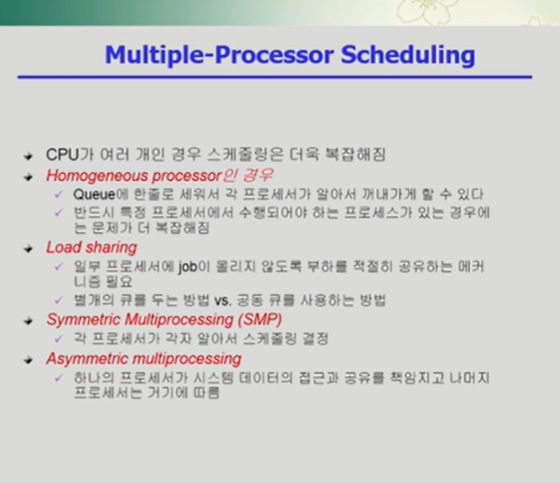 Multiple-Processor Scheduling
CPU가 여러 개인 경우 스케줄링은 더욱 복잡해짐
Homogeneous processor인 경우
Queue에 한줄로 세워서 각 프로세서가 알아서 꺼내가게 할 수 있다
반드시 특정 프로세서에서 수행되어야 하는 프로세스가 있는 경우에
는 문제가 더 복잡해짐
Load sharing
일부 프로세서에 job이 몰리지 않도록 부하를 적절히 공유하는 메커
니즘 필요
별개의 큐를 두는 방법 vs. 공동 큐를 사용하는 방법
Symmetric Multiprocessing (SMP)
각 프로세서가 각자 알아서 스케줄링 결정
Asymmetric multiprocessing
하나의 프로세서가 시스템 데이터의 접근과 공유를 책임지고 나머지
프로세서는 거기에 따름